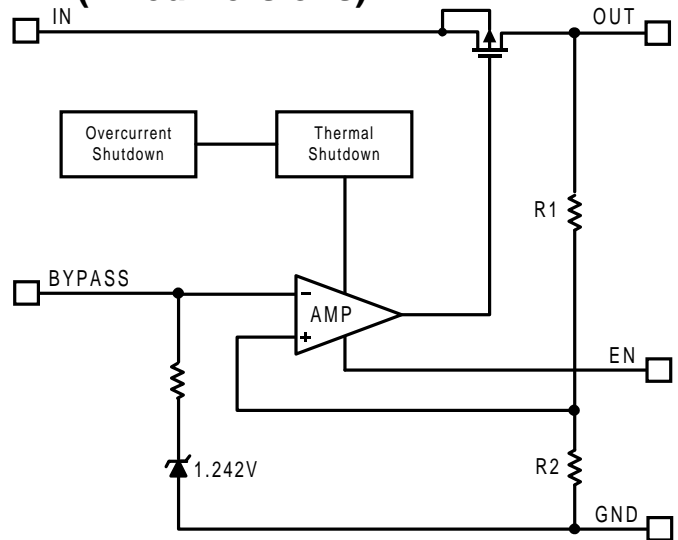 IN
OUT
Overcurrent
Shutdown
Thermal
Shutdown
R1
BYPASS
−
AMP
+
EN
1.242V
R2
GND